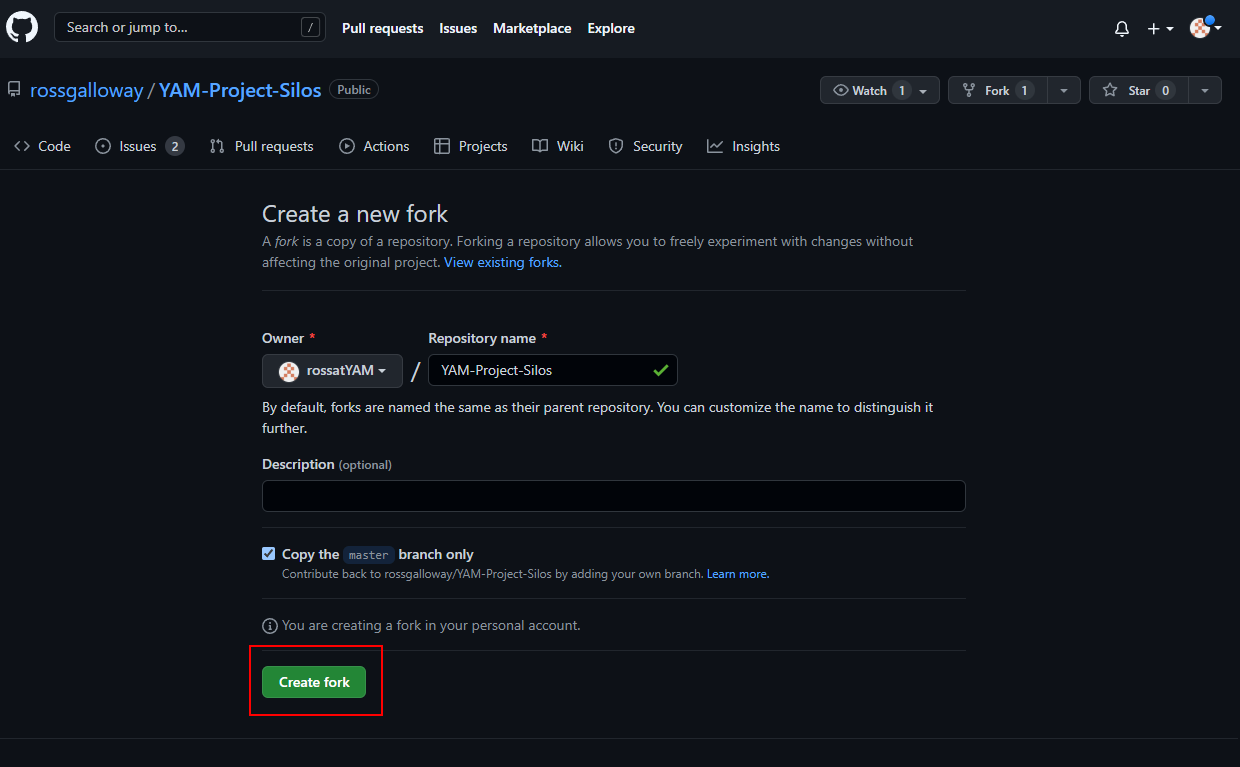 Search or jump to... /
Pull requests Issues Marketplace Explore
rossgalloway / YAM-Project-Silos Public
Watch 1 Fork 1 Star 0
Code Issues 2 Pull requests Actions Projects Wiki Security Insights
Create a new fork
A fork is a copy of a repository. Forking a repository allows you to freely experiment with changes without
affecting the original project. View existing forks.
Owner * Repository name *
rossatYAM / YAM-Project-Silos
By default, forks are named the same as their parent repository. You can customize the name to distinguish it
further.
Description (optional)
Copy the master branch only
Contribute back to rossgalloway/YAM-Project-Silos by adding your own branch. Learn more.
You are creating a fork in your personal account.
Create fork